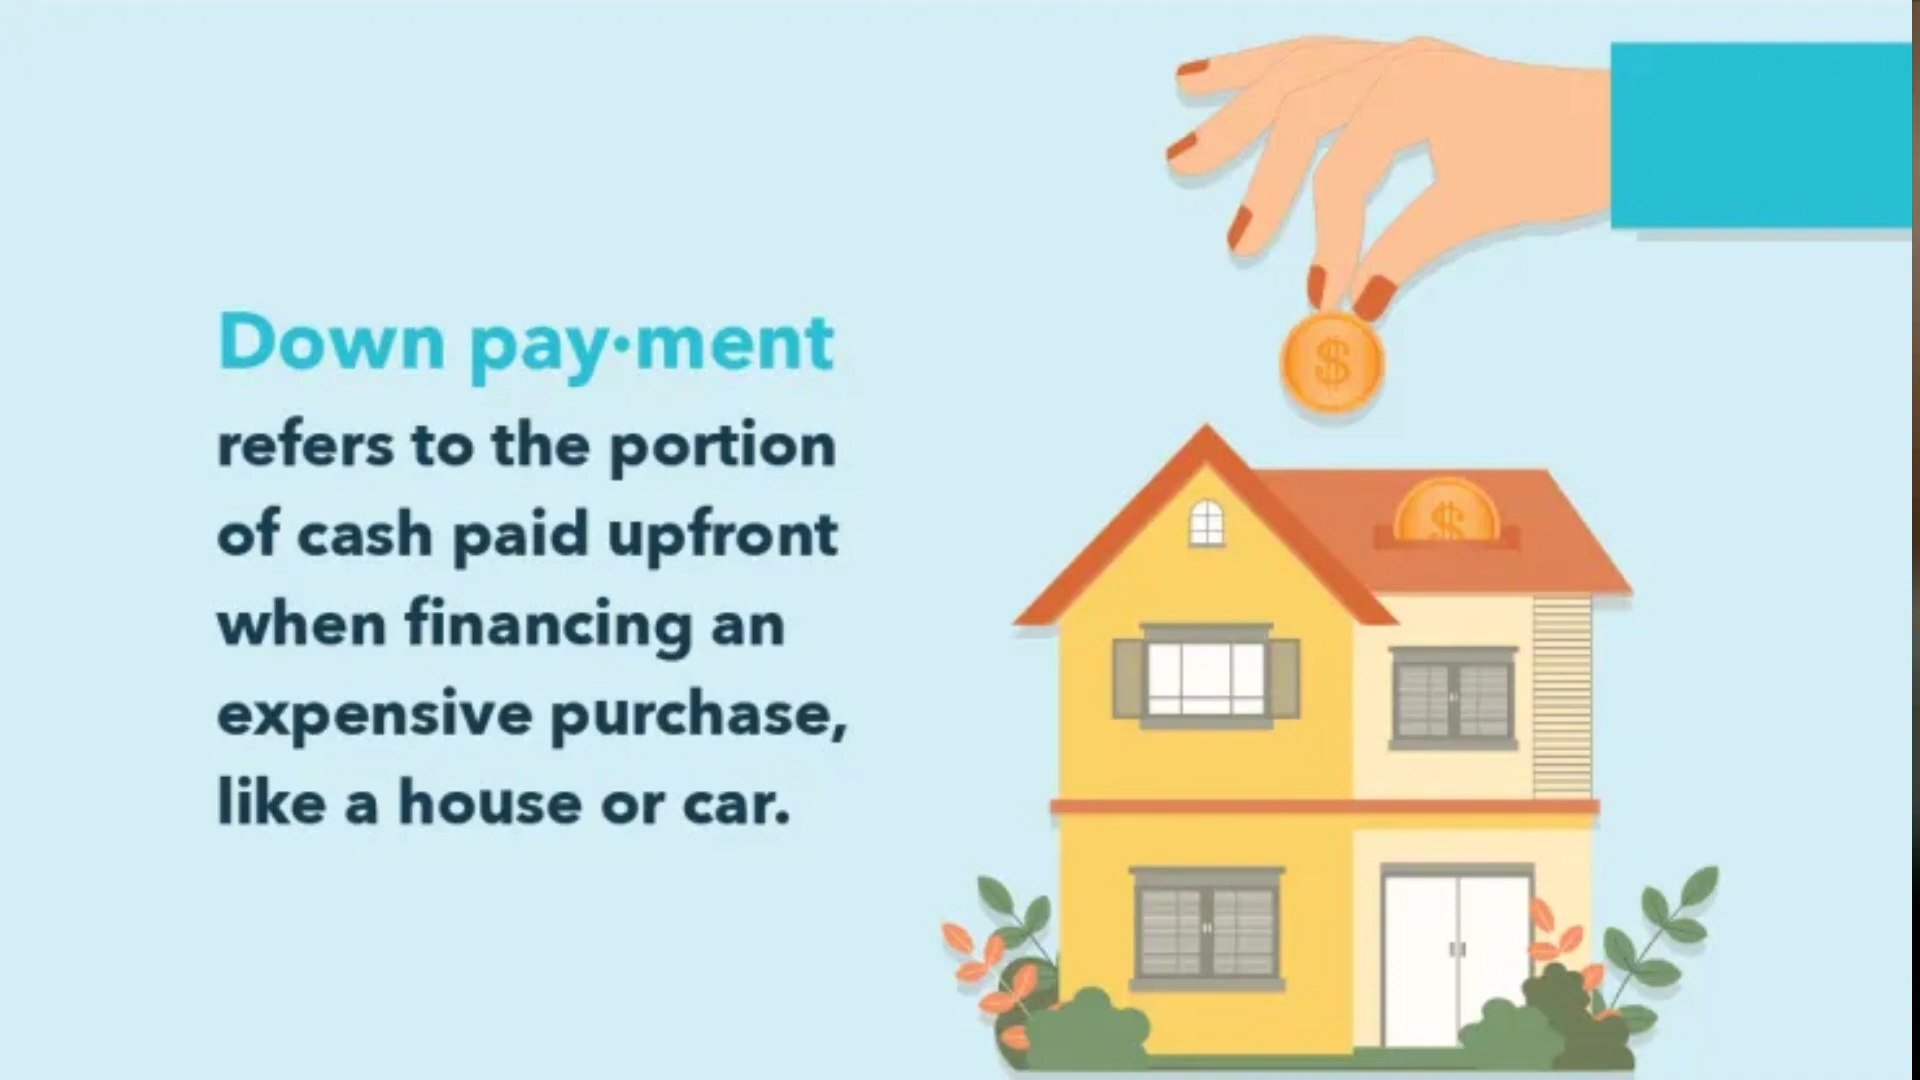 Down pay·ment
refers to the portion
of cash paid upfront
when financing an
expensive purchase,
like a house or car.
$
$